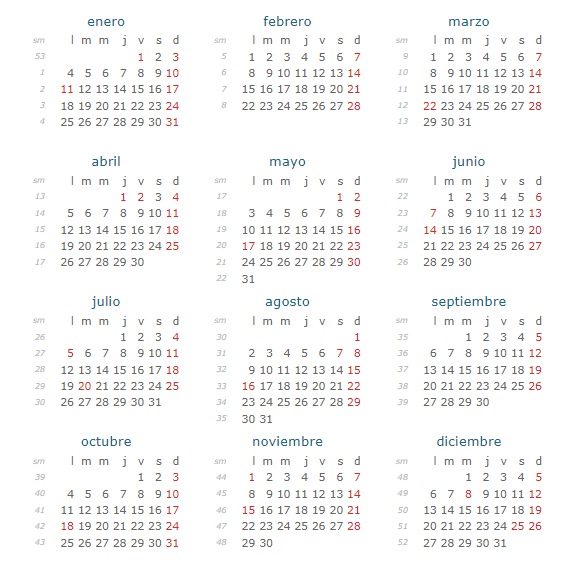 enero febrero marzo
sm l m m j v s d sm l m m j v s d sm l m m j v s d
53 1 2 3 5 1 2 3 4 5 6 7 9 1 2 3 4 5 6 7
1 4 5 6 7 8 9 10 6 8 9 10 11 12 13 14 10 8 9 10 11 12 13 14
2 11 12 13 14 15 16 17 7 15 16 17 18 19 20 21 11 15 16 17 18 19 20 21
3 18 19 20 21 22 23 24 8 22 23 24 25 26 27 28 12 22 23 24 25 26 27 28
4 25 26 27 28 29 30 31 13 29 30 31
abril mayo junio
sm l m m j v s d sm l m m j v s d sm l m m j v s d
13 1 2 3 4 17 1 2 22 1 2 3 4 5 6
14 5 6 7 8 9 10 11 18 3 4 5 6 7 8 9 23 7 8 9 10 11 12 13
15 12 13 14 15 16 17 18 19 10 11 12 13 14 15 16 24 14 15 16 17 18 19 20
16 19 20 21 22 23 24 25 20 17 18 19 20 21 22 23 25 21 22 23 24 25 26 27
17 26 27 28 29 30 21 24 25 26 27 28 29 30 26 28 29 30
22 31
julio agosto septiembre
sm l m m j v s d sm l m m j v s d sm l m m j v s d
26 1 2 3 4 30 1 35 1 2 3 4 5
27 5 6 7 8 9 10 11 31 2 3 4 5 6 7 8 36 6 7 8 9 10 11 12
28 12 13 14 15 16 17 18 32 9 10 11 12 13 14 15 37 13 14 15 16 17 18 19
29 19 20 21 22 23 24 25 33 16 17 18 19 20 21 22 38 20 21 22 23 24 25 26
30 26 27 28 29 30 31 34 23 24 25 26 27 28 29 39 27 28 29 30
35 30 31
octubre noviembre diciembre
sm l m m j v s d sm l m m j v s d sm l m m j v s d
39 1 2 3 44 1 2 3 4 5 6 7 48 1 2 3 4 5
40 4 5 6 7 8 9 10 45 8 9 10 11 12 13 14 49 6 7 8 9 10 11 12
41 11 12 13 14 15 16 17 46 15 16 17 18 19 20 21 50 13 14 15 16 17 18 19
42 18 19 20 21 22 23 24 47 22 23 24 25 26 27 28 51 20 21 22 23 24 25 26
43 25 26 27 28 29 30 31 48 29 30 52 27 28 29 30 31